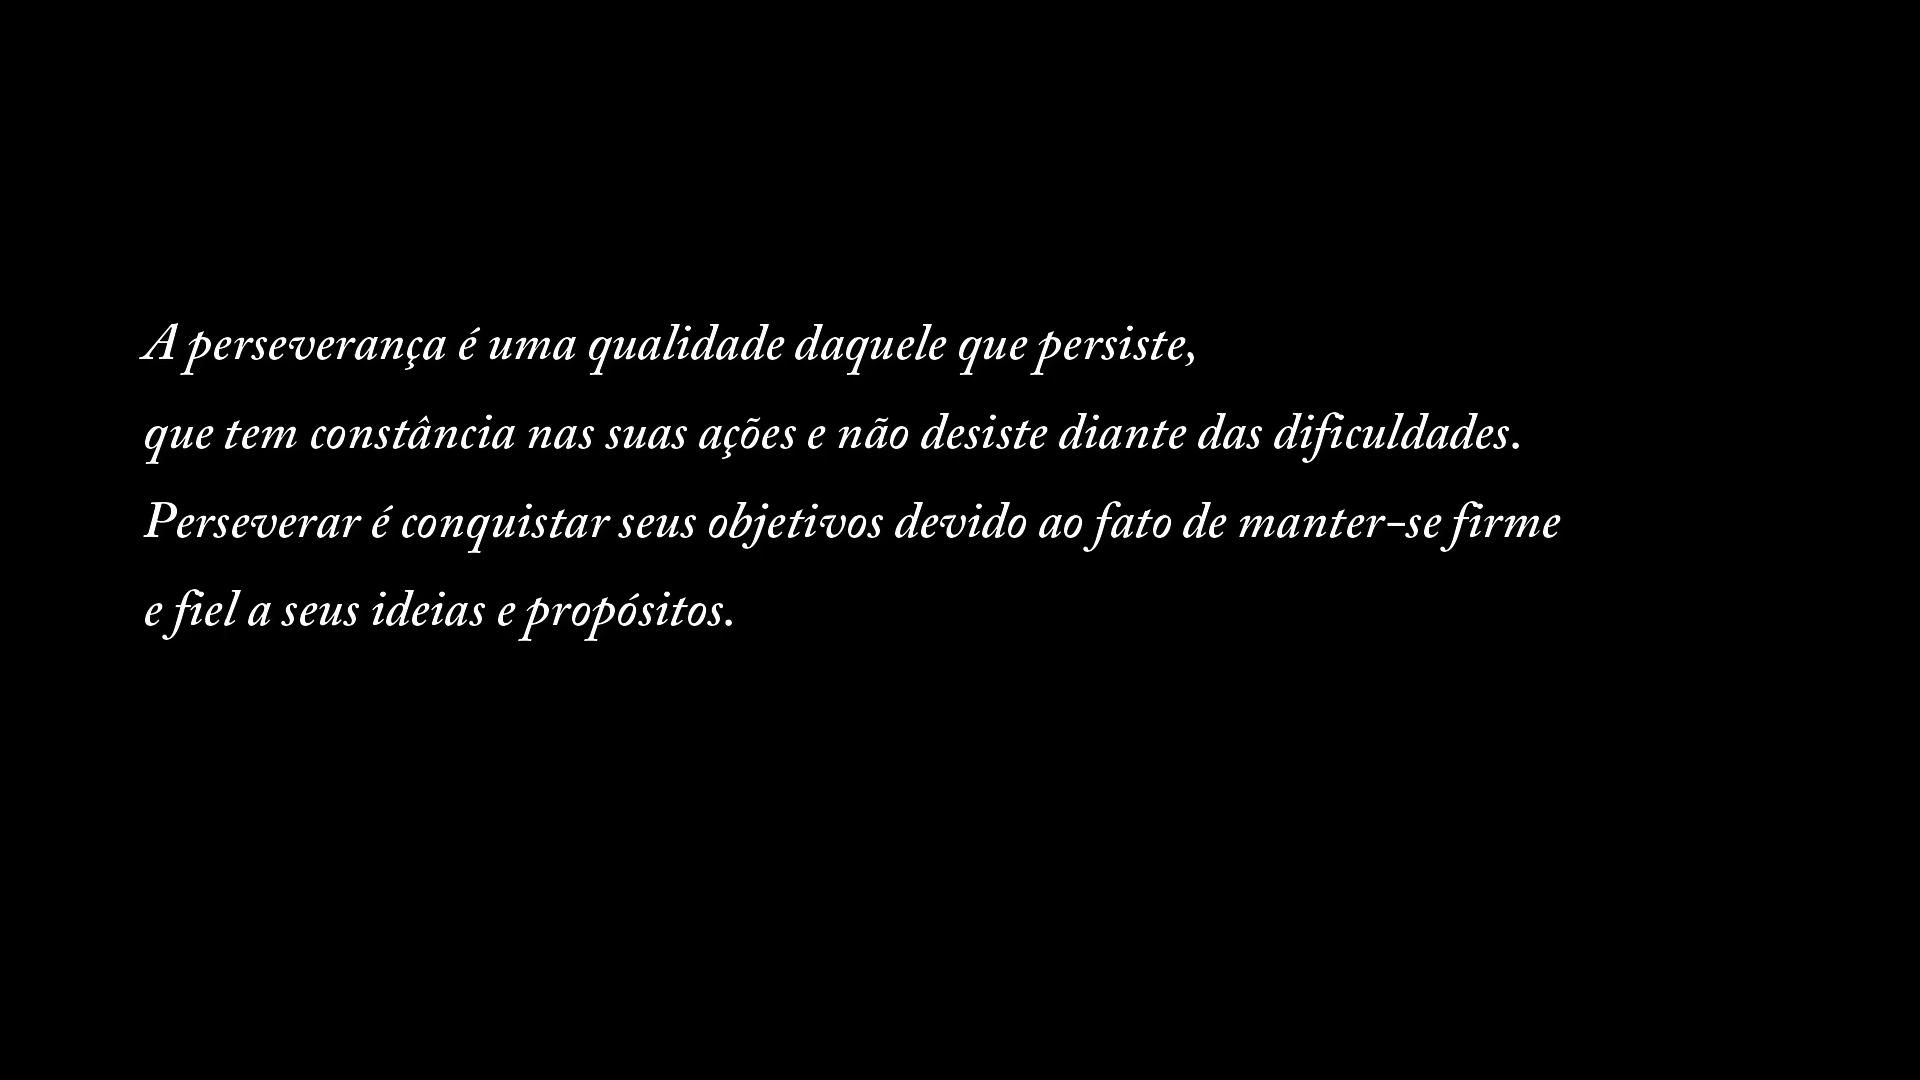 A perseverança é uma qualidade daquele que persiste,
que tem constância nas suas ações e não desiste diante das dificuldades.
Perseverar é conquistar seus objetivos devido ao fato de manter-se firme
e fiel a seus ideias e propósitos.